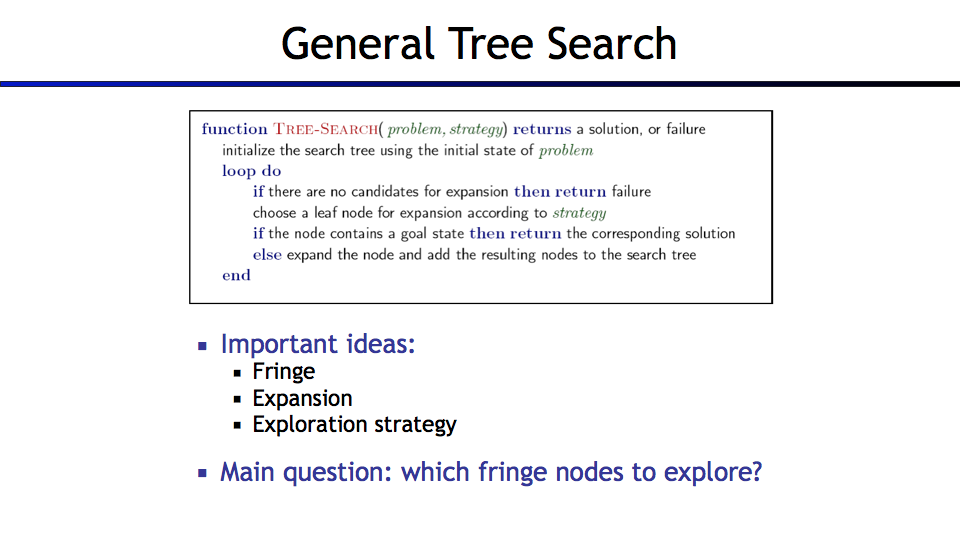 General Tree Search
function TREE-SEARCH( problem, strategy) returns a solution, or failure
initialize the search tree using the initial state of problem
loop do
if there are no candidates for expansion then return failure
choose a leaf node for expansion according to strategy
if the node contains a goal state then return the corresponding solution
else expand the node and add the resulting nodes to the search tree
end
▪ Important ideas:
▪ Fringe
▪ Expansion
▪ Exploration strategy
▪ Main question: which fringe nodes to explore?